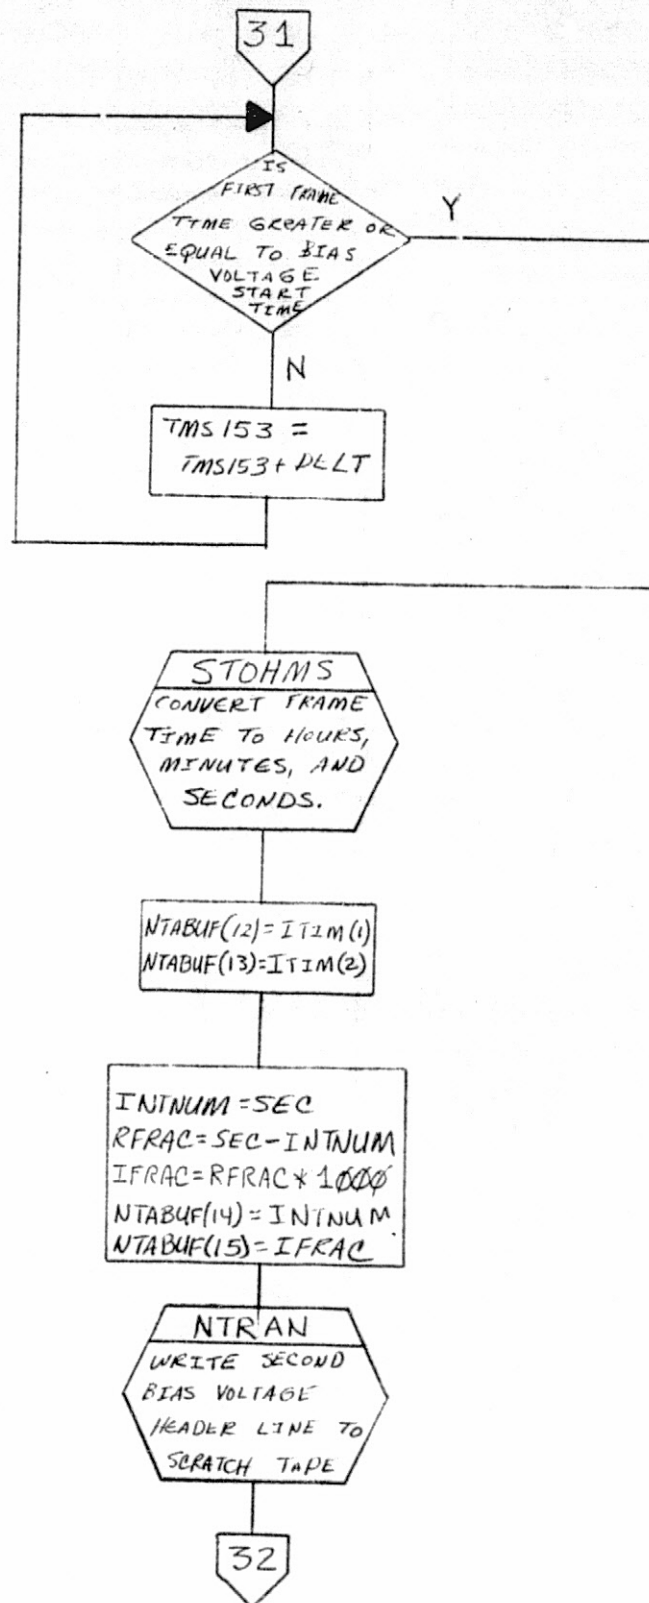 31
IS
FIRST FRAME
TIME GREATER OR
EQUAL TO BIAS
VOLTAGE
START
TIME
Y
N
TMS153 =
TMS153 + DELT
STOHMS
CONVERT FRAME
TIME TO HOURS,
MINUTES, AND
SECONDS.
NTABUF(12)=ITIM(1)
NTABUF(13)=ITIM(2)
INTNUM=SEC
RFRAC=SEC-INTNUM
IFRAC=RFRAC*1000
NTABUF(14)=INTNUM
NTABUF(15)=IFRAC
NTRAN
WRITE SECOND
BIAS VOLTAGE
HEADER LINE TO
SCRATCH TAPE
32